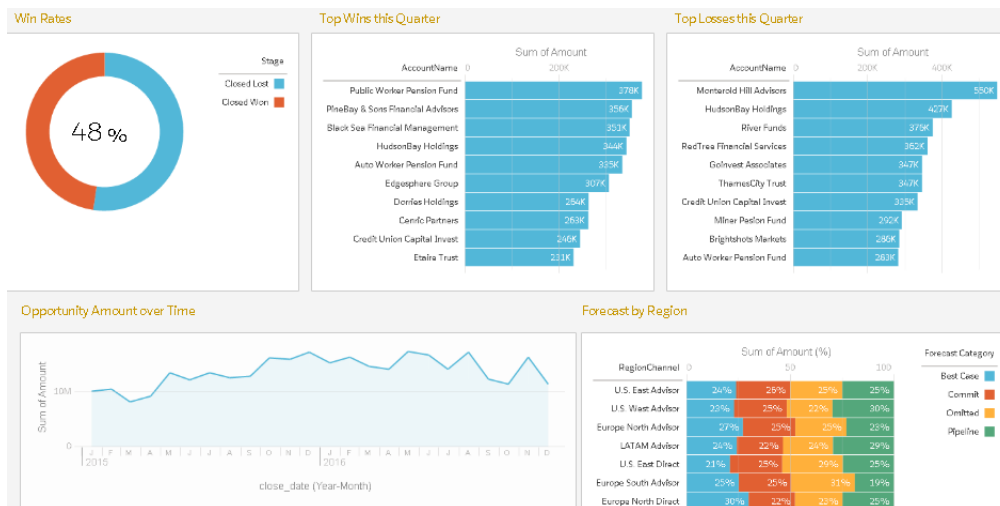 Win Rates
Stage
Closed Lost
Closed Won
48 %
Top Wins this Quarter
Sum of Amount
AccountName 0 200K
Public Worker Pension Fund 378K
PineBay & Sons Financial Advisors 356K
Black Sea Financial Management 351K
HudsonBay Holdings 344K
Auto Worker Pension Fund 335K
Edgesphere Group 307K
Dorries Holdings 264K
Cenric Partners 263K
Credit Union Capital Invest 246K
Etaire Trust 231K
Top Losses this Quarter
Sum of Amount
AccountName 0 200K 400K
Monteroid Hill Advisors 550K
HudsonBay Holdings 427K
River Funds 376K
RedTree Financial Services 362K
GoInvest Associates 347K
ThamesCity Trust 347K
Credit Union Capital Invest 335K
Miner Pesion Fund 292K
Brightshots Markets 286K
Auto Worker Pension Fund 283K
Opportunity Amount over Time
Sum of Amount
10M
0
J F M A M J J A S O N D J F M A M J J A S O N D
2015 2016
close_date (Year-Month)
Forecast by Region
Sum of Amount (%)
RegionChannel 0 50 100
U.S. East Advisor 24% 26% 25% 25%
U.S. West Advisor 23% 25% 22% 30%
Europe North Advisor 27% 25% 25% 23%
LATAM Advisor 24% 22% 24% 29%
U.S. East Direct 21% 25% 29% 25%
Europe South Advisor 25% 25% 31% 19%
Europe North Direct 30% 22% 23% 25%
Forecast Category
Best Case
Commit
Omitted
Pipeline